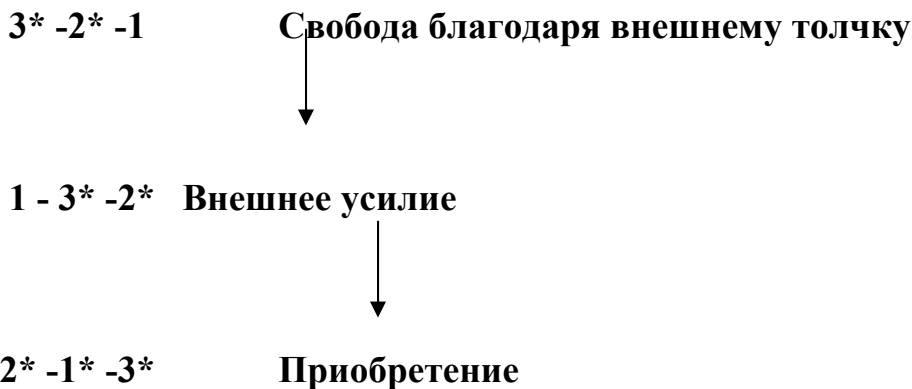 3* -2* -1 Свобода благодаря внешнему толчку
1 - 3* -2* Внешнее усилие
2* -1* -3* Приобретение